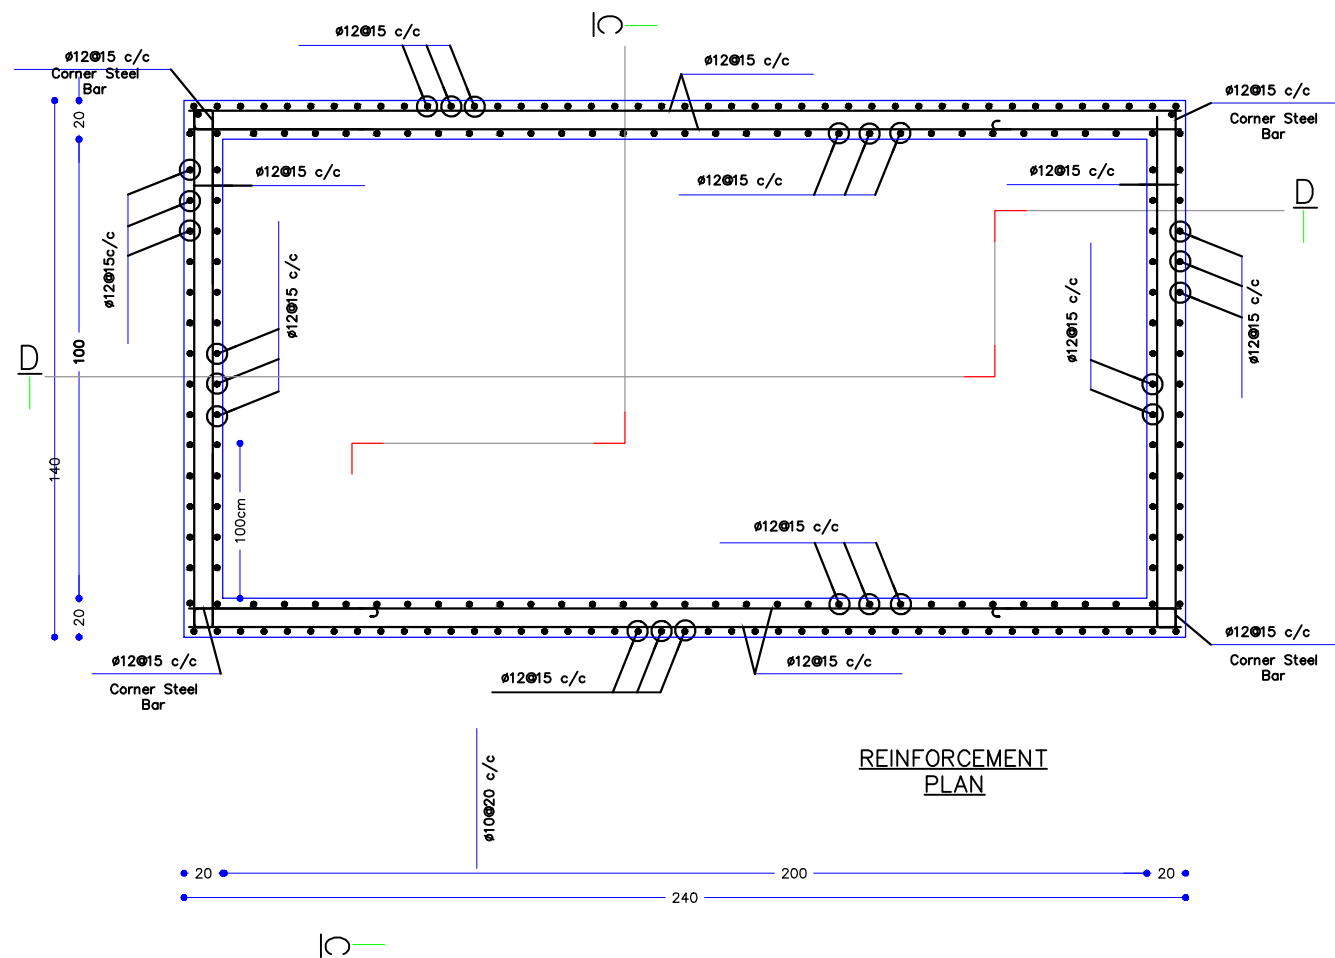 C
ø12@15 c/c
ø12@15 c/c
Corner Steel
Bar
ø12@15 c/c
ø12@15 c/c
Corner Steel
Bar
20
ø12@15 c/c
ø12@15 c/c
ø12@15 c/c
D
ø12@15c/c
ø12@15 c/c
ø12@15 c/c
ø12@15 c/c
100
D
140
100cm
ø12@15 c/c
20
ø12@15 c/c
Corner Steel
Bar
ø12@15 c/c
ø12@15 c/c
ø12@15 c/c
Corner Steel
Bar
REINFORCEMENT
PLAN
ø10@20 c/c
20
200
20
240
C